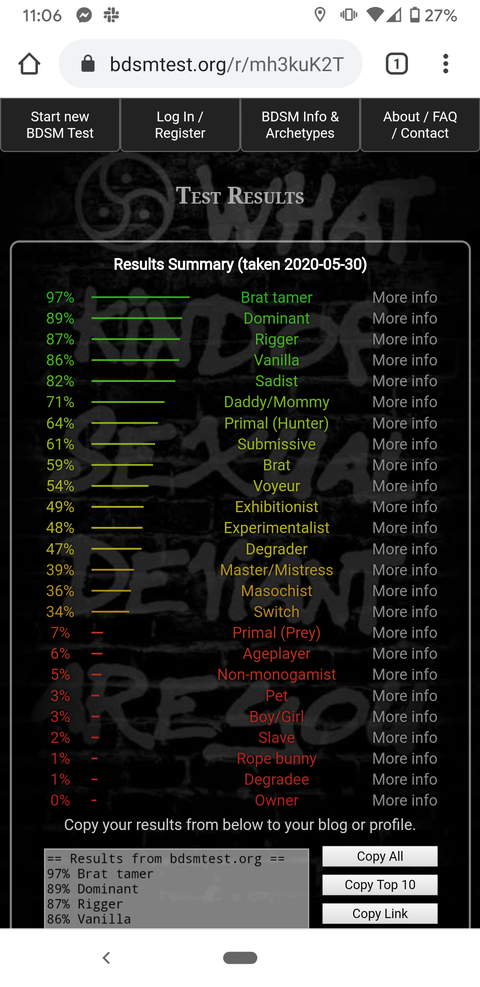 11:06
27%
bdsmtest.org/r/mh3kuK2T
1
Start new BDSM Test
Log In / Register
BDSM Info & Archetypes
About / FAQ / Contact
WHAT
KIND OF
SEXUAL
DEVIANT
ARE YOU
Test Results
Results Summary (taken 2020-05-30)
97% Brat tamer More info
89% Dominant More info
87% Rigger More info
86% Vanilla More info
82% Sadist More info
71% Daddy/Mommy More info
64% Primal (Hunter) More info
61% Submissive More info
59% Brat More info
54% Voyeur More info
49% Exhibitionist More info
48% Experimentalist More info
47% Degrader More info
39% Master/Mistress More info
36% Masochist More info
34% Switch More info
7% Primal (Prey) More info
6% Ageplayer More info
5% Non-monogamist More info
3% Pet More info
3% Boy/Girl More info
2% Slave More info
1% Rope bunny More info
1% Degradee More info
0% Owner More info
Copy your results from below to your blog or profile.
== Results from bdsmtest.org ==
97% Brat tamer
89% Dominant
87% Rigger
86% Vanilla
Copy All
Copy Top 10
Copy Link